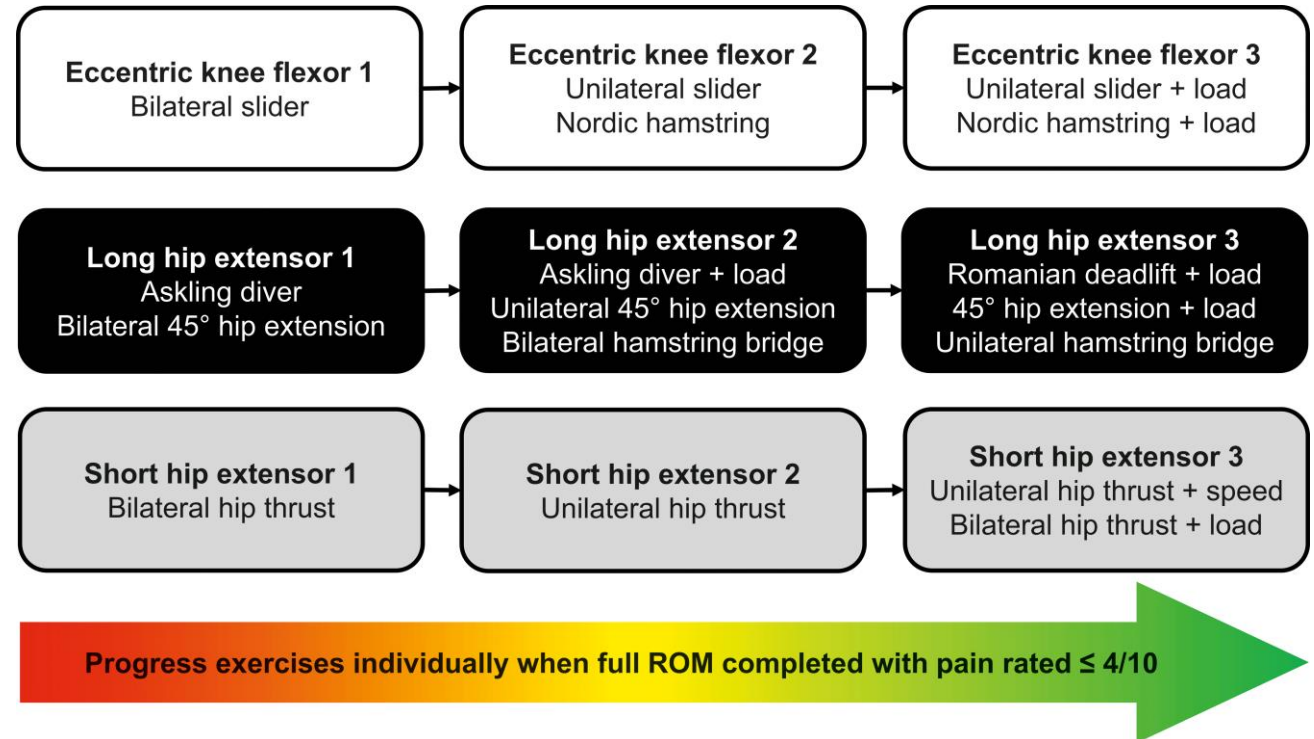 Eccentric knee flexor 1
Bilateral slider
Eccentric knee flexor 2
Unilateral slider
Nordic hamstring
Eccentric knee flexor 3
Unilateral slider + load
Nordic hamstring + load
Long hip extensor 1
Askling diver
Bilateral 45° hip extension
Long hip extensor 2
Askling diver + load
Unilateral 45° hip extension
Bilateral hamstring bridge
Long hip extensor 3
Romanian deadlift + load
45° hip extension + load
Unilateral hamstring bridge
Short hip extensor 1
Bilateral hip thrust
Short hip extensor 2
Unilateral hip thrust
Short hip extensor 3
Unilateral hip thrust + speed
Bilateral hip thrust + load
Progress exercises individually when full ROM completed with pain rated ≤ 4/10